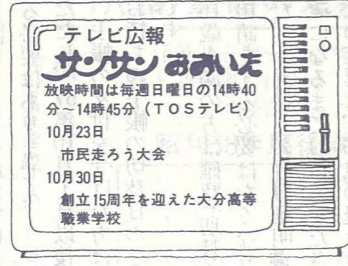 テレビ広報
サンサン おおいた
放映時間は毎週日曜日の14時40
分～14時45分（TOSテレビ）
10月23日
市民走ろう大会
10月30日
創立15周年を迎えた大分高等
職業学校